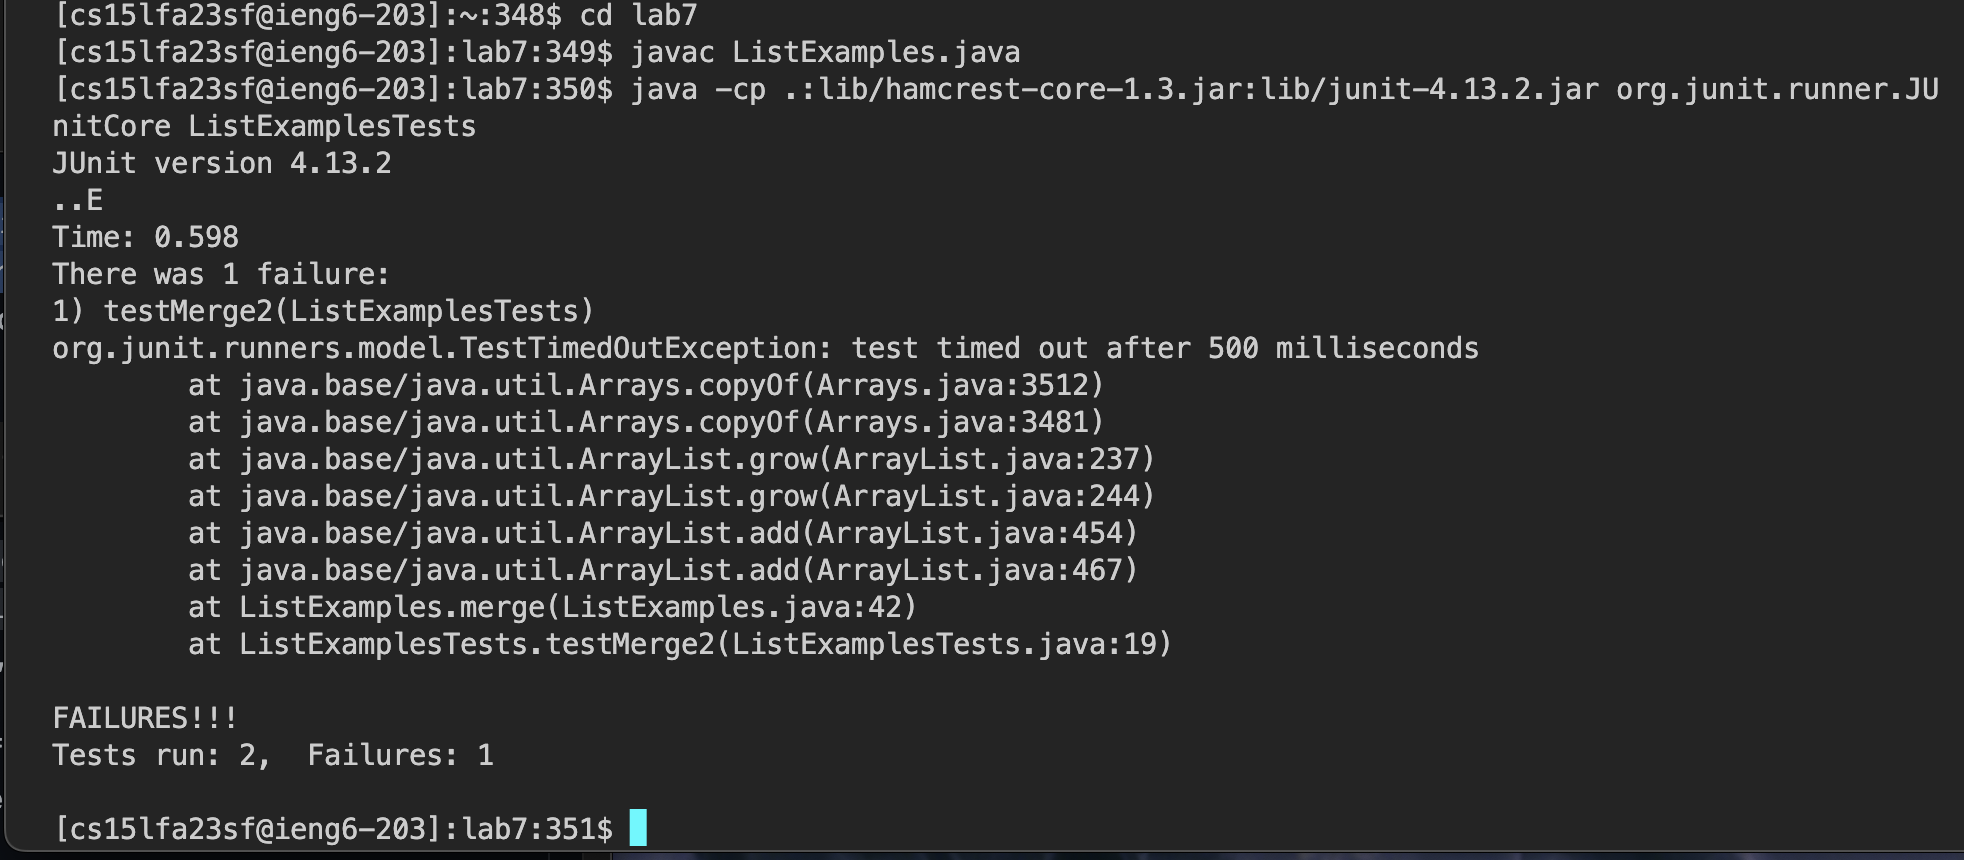 [cs15lfa23sf@ieng6-203]:~:348$ cd lab7
[cs15lfa23sf@ieng6-203]:lab7:349$ javac ListExamples.java
[cs15lfa23sf@ieng6-203]:lab7:350$ java -cp .:lib/hamcrest-core-1.3.jar:lib/junit-4.13.2.jar org.junit.runner.JU
nitCore ListExamplesTests
JUnit version 4.13.2
..E
Time: 0.598
There was 1 failure:
1) testMerge2(ListExamplesTests)
org.junit.runners.model.TestTimedOutException: test timed out after 500 milliseconds
        at java.base/java.util.Arrays.copyOf(Arrays.java:3512)
        at java.base/java.util.Arrays.copyOf(Arrays.java:3481)
        at java.base/java.util.ArrayList.grow(ArrayList.java:237)
        at java.base/java.util.ArrayList.grow(ArrayList.java:244)
        at java.base/java.util.ArrayList.add(ArrayList.java:454)
        at java.base/java.util.ArrayList.add(ArrayList.java:467)
        at ListExamples.merge(ListExamples.java:42)
        at ListExamplesTests.testMerge2(ListExamplesTests.java:19)

FAILURES!!!
Tests run: 2,  Failures: 1

[cs15lfa23sf@ieng6-203]:lab7:351$